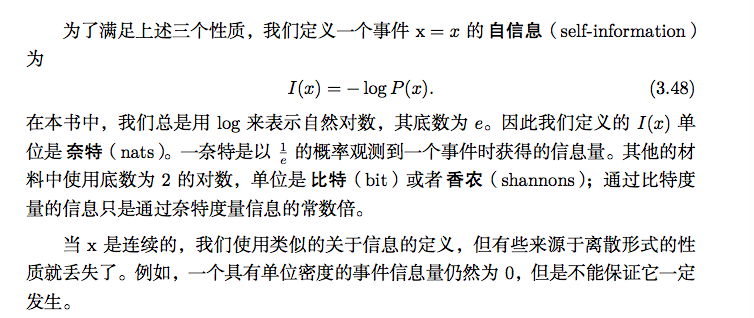 为了满足上述三个性质，我们定义一个事件 x = x 的 自信息（self-information）
为
I(x) = − log P(x). (3.48)
在本书中，我们总是用 log 来表示自然对数，其底数为 e。因此我们定义的 I(x) 单
位是 奈特（nats）。一奈特是以 1/e 的概率观测到一个事件时获得的信息量。其他的材
料中使用底数为 2 的对数，单位是 比特（bit）或者 香农（shannons）；通过比特度
量的信息只是通过奈特度量信息的常数倍。
当 x 是连续的，我们使用类似的关于信息的定义，但有些来源于离散形式的性
质就丢失了。例如，一个具有单位密度的事件信息量仍然为 0，但是不能保证它一定
发生。